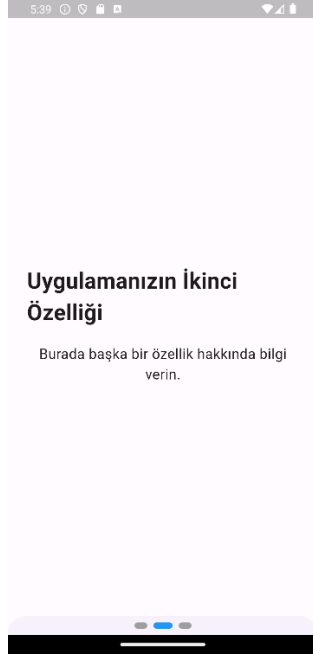 5:39
Uygulamanızın İkinci
Özelliği
Burada başka bir özellik hakkında bilgi
verin.